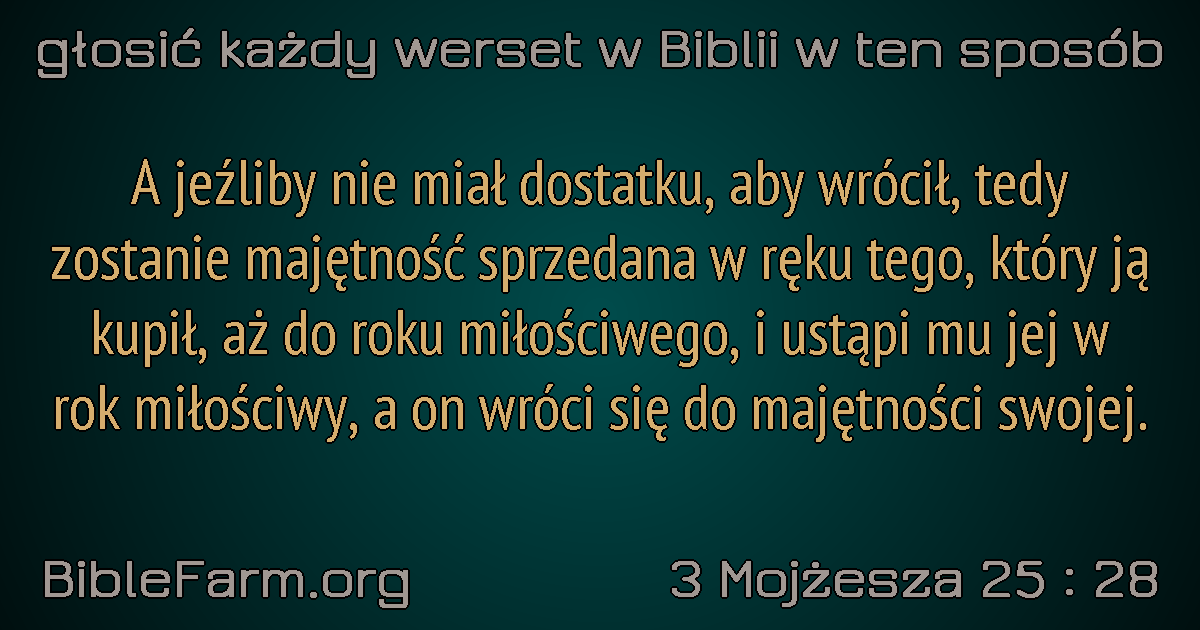 głosić każdy werset w Biblii w ten sposób
A jeźliby nie miał dostatku, aby wrócił, tedy
zostanie majętność sprzedana w ręku tego, który ją
kupił, aż do roku miłościwego, i ustąpi mu jej w
rok miłościwy, a on wróci się do majętności swojej.
BibleFarm.org
3 Mojżesza 25 : 28